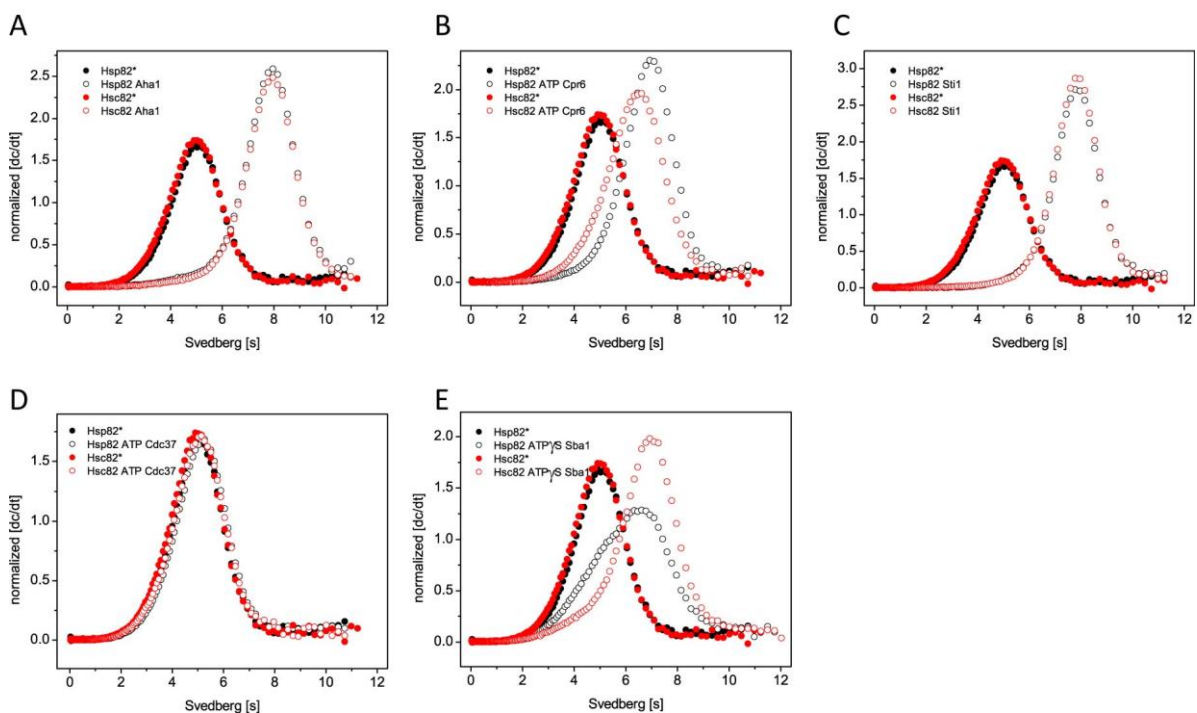 A
Hsp82*
Hsp82 Aha1
Hsc82*
Hsc82 Aha1
normalized [dc/dt]
2.5
2.0
1.5
1.0
0.5
0.0
0 2 4 6 8 10 12
Svedberg [s]
B
Hsp82*
Hsp82 ATP Cpr6
Hsc82*
Hsc82 ATP Cpr6
normalized [dc/dt]
2.0
1.5
1.0
0.5
0.0
0 2 4 6 8 10 12
Svedberg [s]
C
Hsp82*
Hsp82 Sti1
Hsc82*
Hsc82 Sti1
normalized [dc/dt]
3.0
2.5
2.0
1.5
1.0
0.5
0.0
0 2 4 6 8 10 12
Svedberg [s]
D
Hsp82*
Hsp82 ATP Cdc37
Hsc82*
Hsc82 ATP Cdc37
normalized [dc/dt]
1.5
1.0
0.5
0.0
0 2 4 6 8 10 12
Svedberg [s]
E
Hsp82*
Hsp82 ATPγS Sba1
Hsc82*
Hsc82 ATPγS Sba1
normalized [dc/dt]
2.0
1.5
1.0
0.5
0.0
0 2 4 6 8 10 12
Svedberg [s]